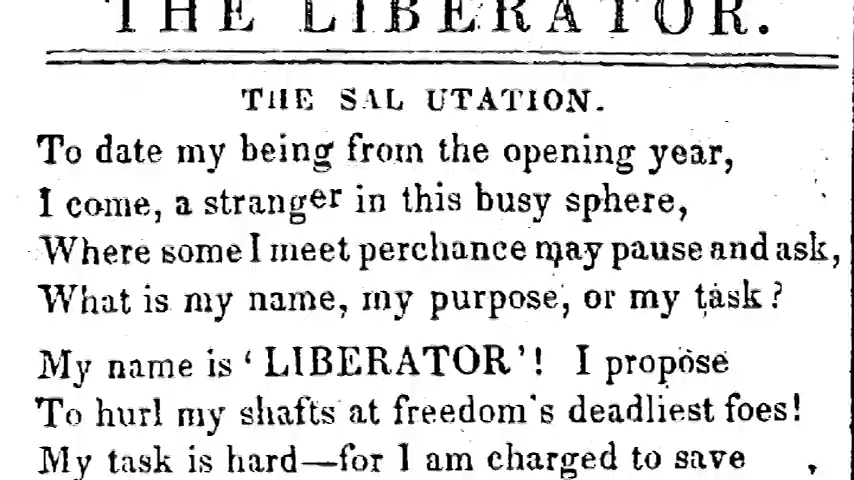 THE LIBERATOR.
THE SALUTATION.
To date my being from the opening year,
I come, a stranger in this busy sphere,
Where some I meet perchance may pause and ask,
What is my name, my purpose, or my task?
My name is ‘LIBERATOR’! I propose
To hurl my shafts at freedom's deadliest foes!
My task is hard—for I am charged to save